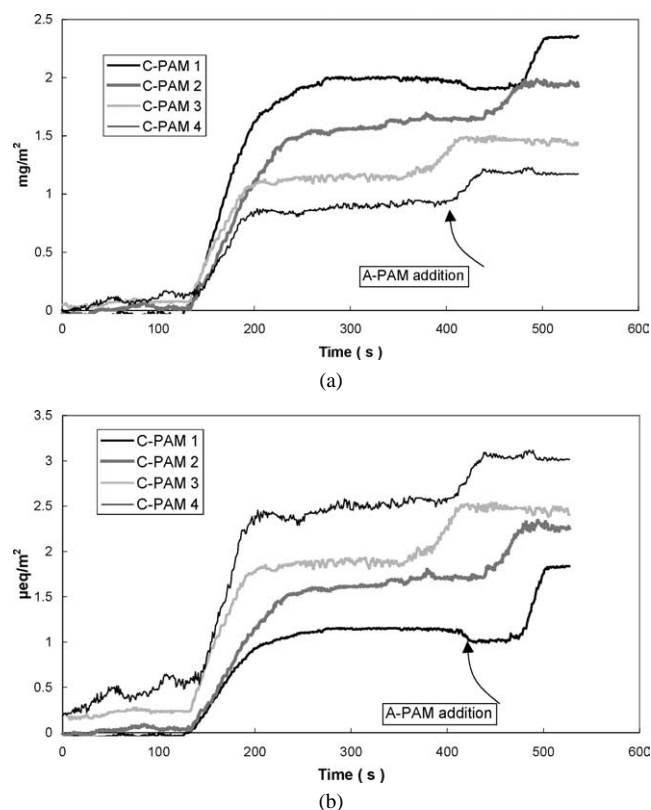 2.5
2
1.5
1
0.5
0
mg/m²
C-PAM 1
C-PAM 2
C-PAM 3
C-PAM 4
A-PAM addition
0 100 200 300 400 500 600
Time ( s )
(a)
3.5
3
2.5
2
1.5
1
0.5
0
µeq/m²
C-PAM 1
C-PAM 2
C-PAM 3
C-PAM 4
A-PAM addition
0 100 200 300 400 500 600
Time ( s )
(b)